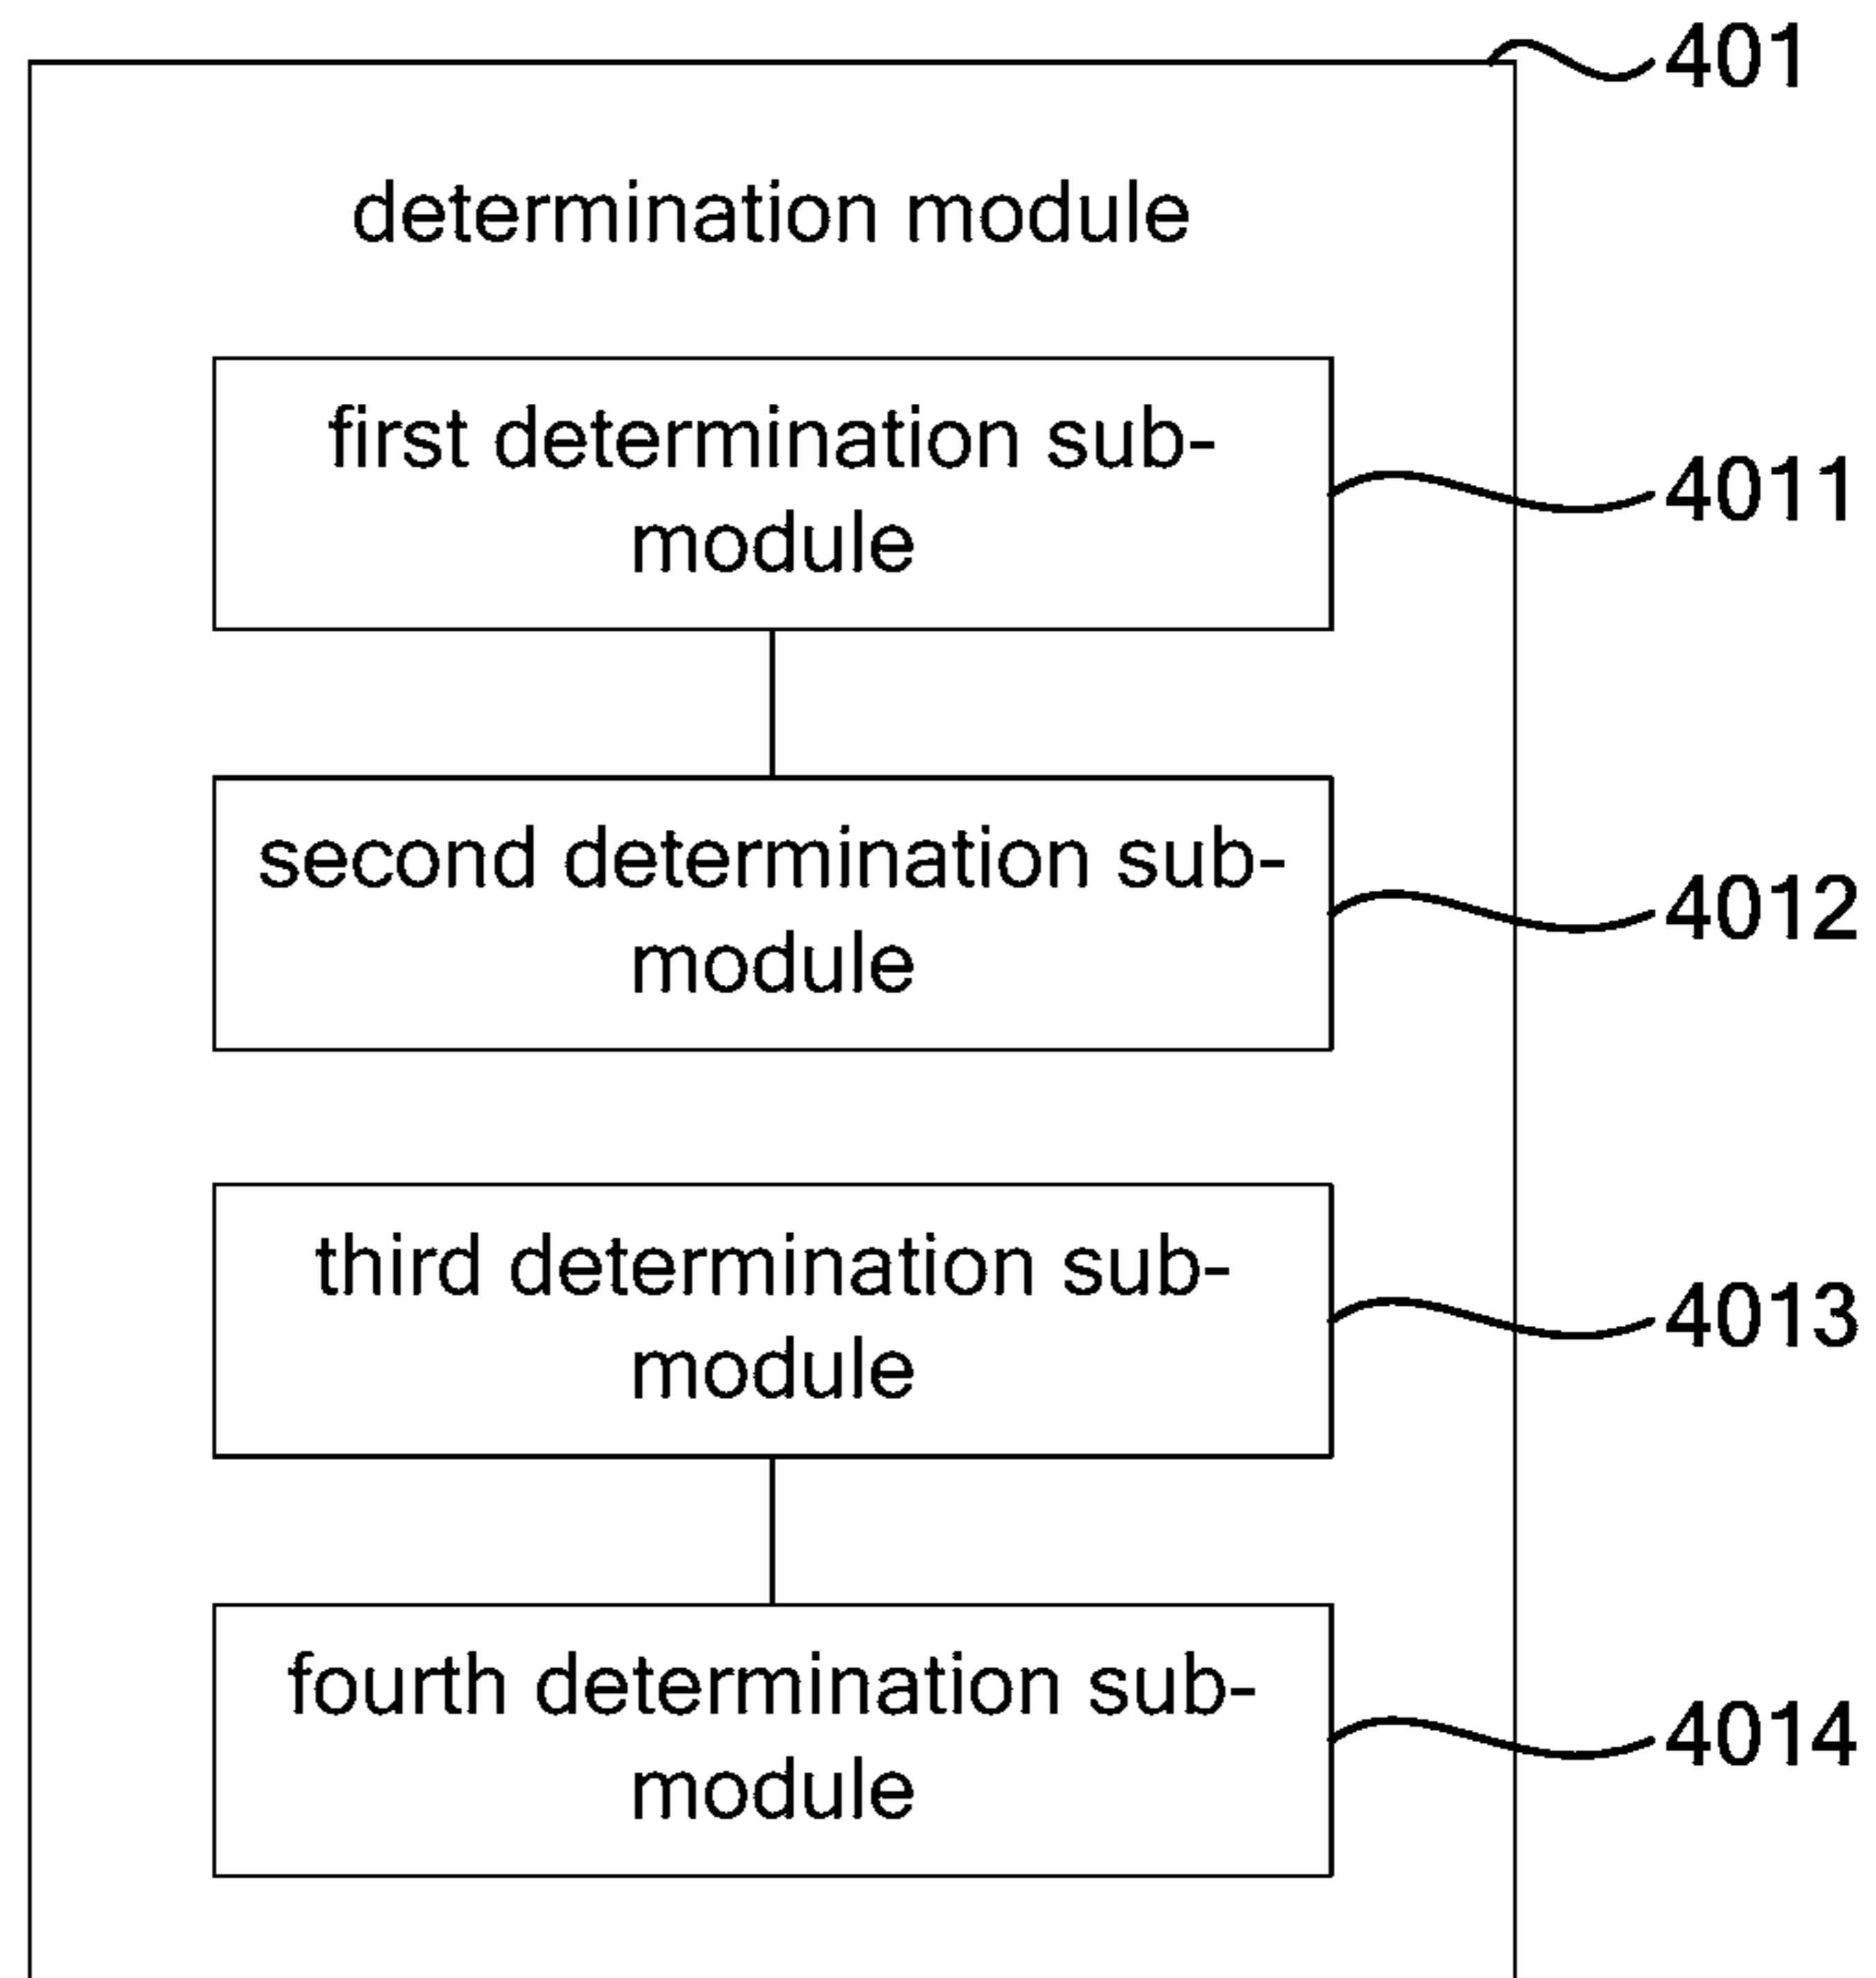 401
determination module
first determination sub-
module
4011
second determination sub-
module
4012
third determination sub-
module
4013
fourth determination sub-
module
4014